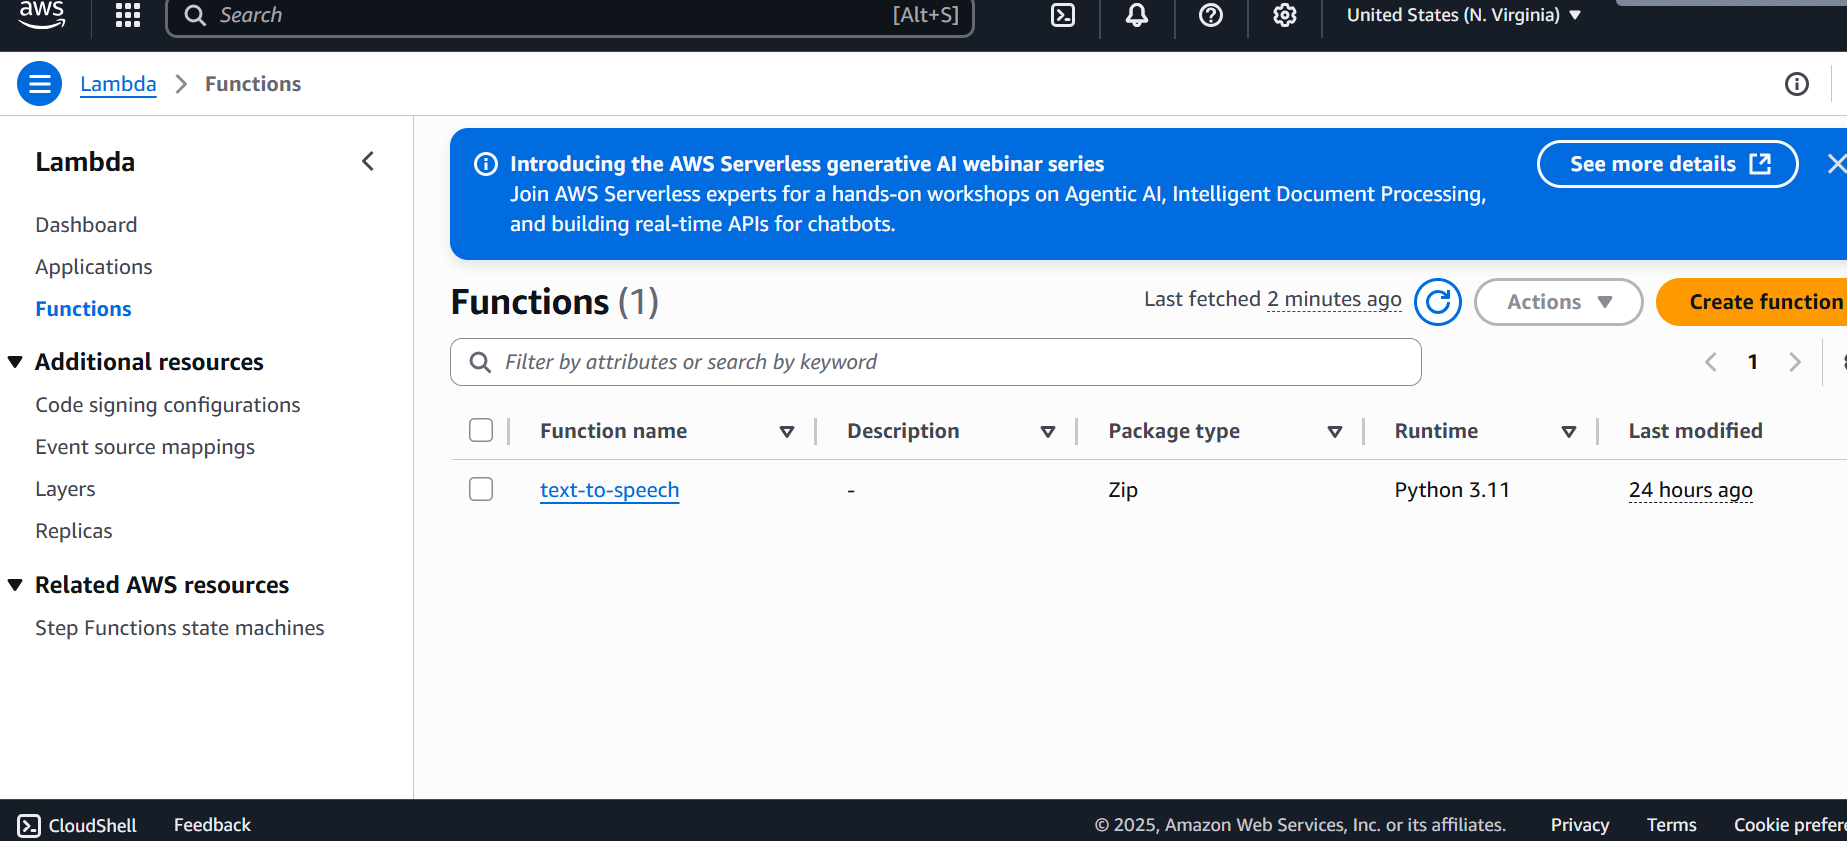 aws
Search [Alt+S]
United States (N. Virginia)
Lambda
Functions
Lambda
Dashboard
Applications
Functions
Additional resources
Code signing configurations
Event source mappings
Layers
Replicas
Related AWS resources
Step Functions state machines
Introducing the AWS Serverless generative AI webinar series
Join AWS Serverless experts for a hands-on workshops on Agentic AI, Intelligent Document Processing,
and building real-time APIs for chatbots.
See more details
Functions (1)
Last fetched 2 minutes ago
Actions
Create function
Filter by attributes or search by keyword
1
Function name Description Package type Runtime Last modified
text-to-speech - Zip Python 3.11 24 hours ago
CloudShell Feedback © 2025, Amazon Web Services, Inc. or its affiliates. Privacy Terms Cookie